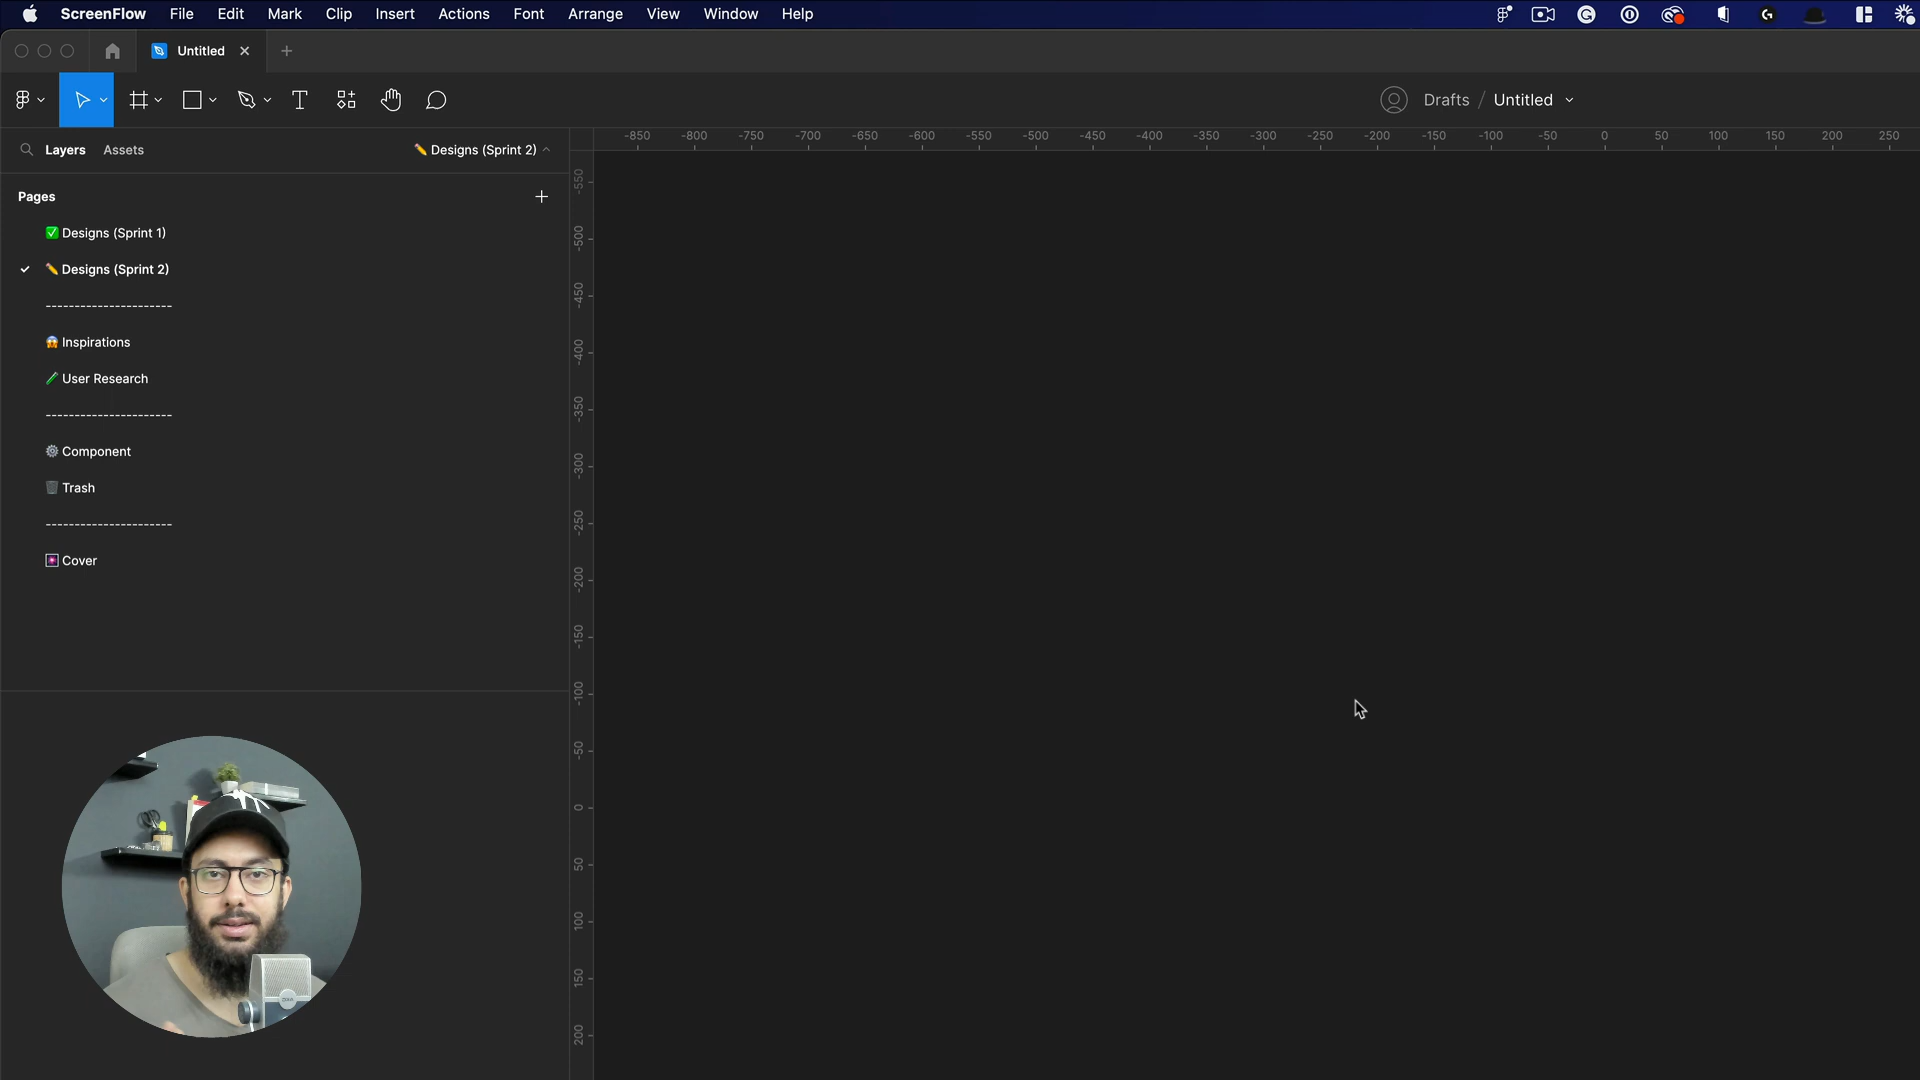 ScreenFlow File Edit Mark Clip Insert Actions Font Arrange View Window Help
Untitled
Drafts / Untitled
Layers Assets ✏️ Designs (Sprint 2)
-850 -800 -750 -700 -650 -600 -550 -500 -450 -400 -350 -300 -250 -200 -150 -100 -50 0 50 100 150 200 250
Pages
✅ Designs (Sprint 1)
✏️ Designs (Sprint 2)
----------------------
😱 Inspirations
🧪 User Research
----------------------
⚙️ Component
🗑️ Trash
----------------------
🎆 Cover
-550
-500
-450
-400
-350
-300
-250
-200
-150
-100
-50
0
50
100
150
200